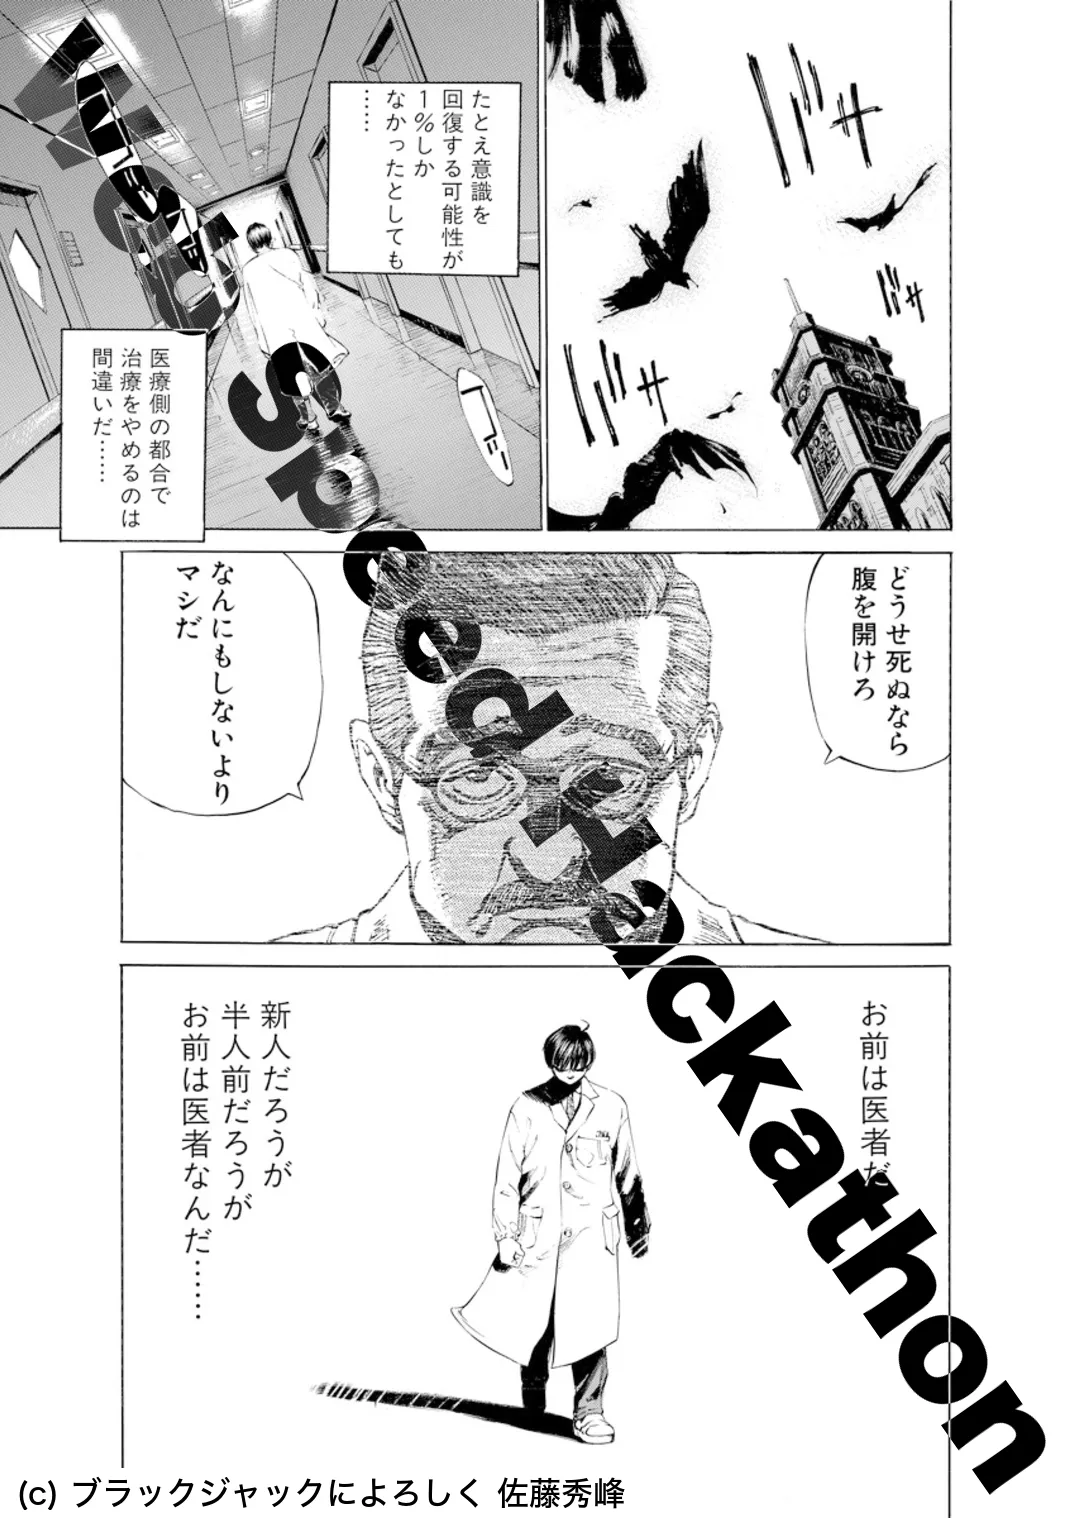 バサ
バサ
バサ
たとえ意識を
回復する可能性が
1%しか
なかったとしても
……
コツ
コツ
医療側の都合で
治療をやめるのは
間違いだ……
どうせ死ぬなら
腹を開けろ
なんにもしないより
マシだ
お前は医者だ
新人だろうが
半人前だろうが
お前は医者なんだ……
(c) ブラックジャックによろしく 佐藤秀峰